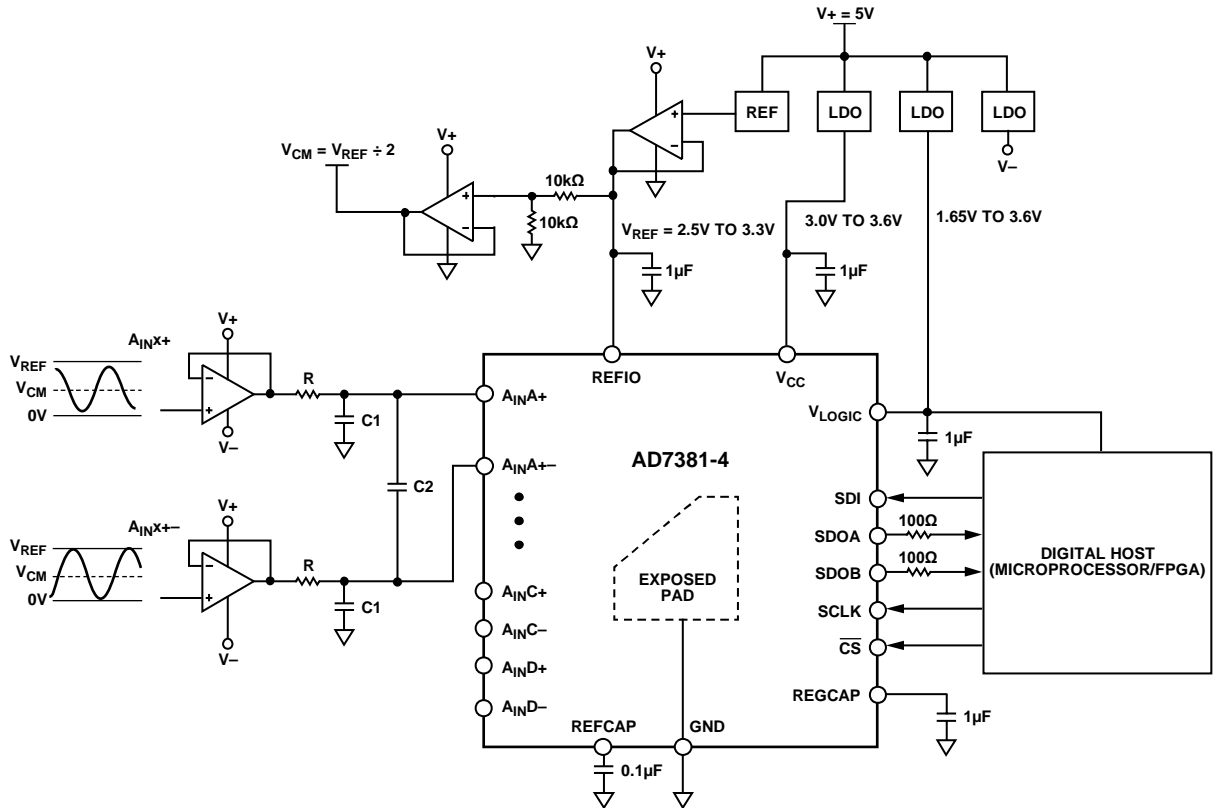 V+ = 5V
V+
REF
LDO
LDO
LDO
V–
V+
VCM = VREF ÷ 2
10kΩ
10kΩ
VREF = 2.5V TO 3.3V
3.0V TO 3.6V
1.65V TO 3.6V
1µF
1µF
V+
AINX+
VREF
VCM
0V
R
C1
V–
REFIO
VCC
AINA+
VLOGIC
1µF
AINA+–
AD7381-4
C2
V+
AINX+–
VREF
VCM
0V
R
C1
V–
SDI
SDOA
100Ω
SDOB
100Ω
DIGITAL HOST
(MICROPROCESSOR/FPGA)
EXPOSED
PAD
AINC+
AINC–
AIND+
AIND–
SCLK
CS
REGCAP
1µF
REFCAP
GND
0.1µF